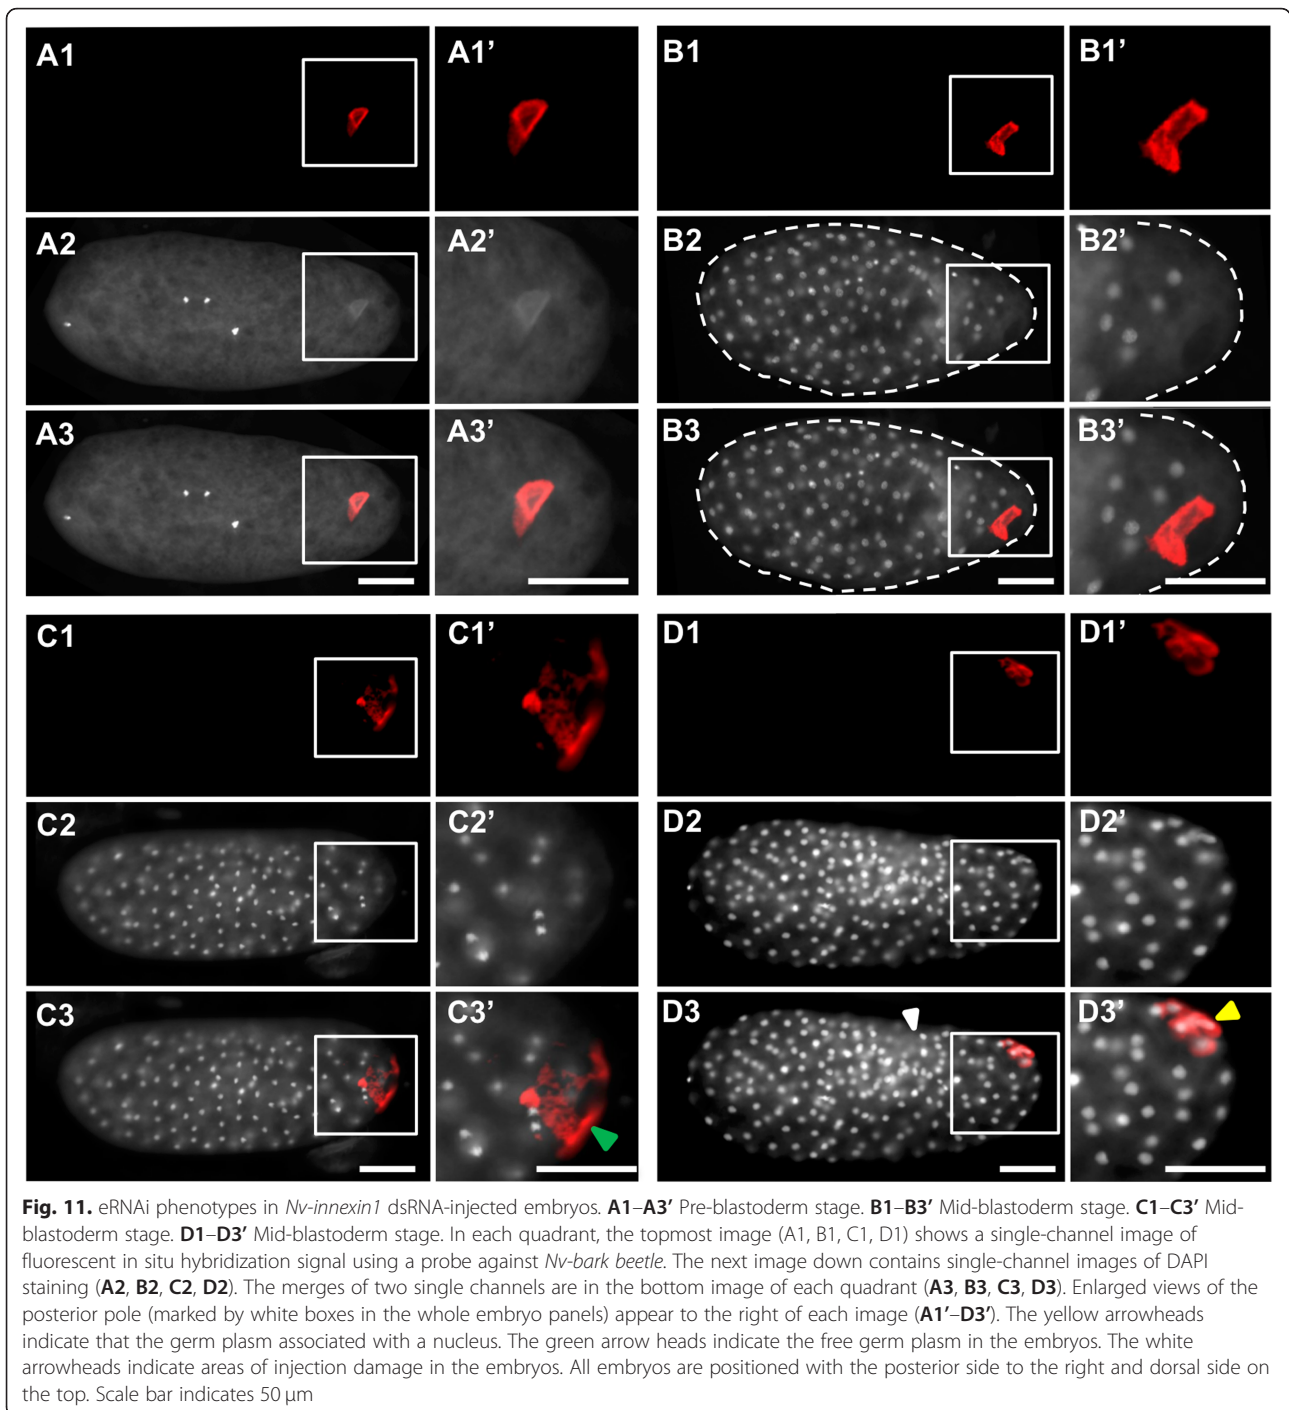 A1 A1’ B1 B1’
A2 A2’ B2 B2’
A3 A3’ B3 B3’
C1 C1’ D1 D1’
C2 C2’ D2 D2’
C3 C3’ D3 D3’
Fig. 11. eRNAi phenotypes in Nv-innexin1 dsRNA-injected embryos. A1–A3′ Pre-blastoderm stage. B1–B3′ Mid-blastoderm stage. C1–C3′ Mid-
blastoderm stage. D1–D3′ Mid-blastoderm stage. In each quadrant, the topmost image (A1, B1, C1, D1) shows a single-channel image of
fluorescent in situ hybridization signal using a probe against Nv-bark beetle. The next image down contains single-channel images of DAPI
staining (A2, B2, C2, D2). The merges of two single channels are in the bottom image of each quadrant (A3, B3, C3, D3). Enlarged views of the
posterior pole (marked by white boxes in the whole embryo panels) appear to the right of each image (A1′–D3′). The yellow arrowheads
indicate that the germ plasm associated with a nucleus. The green arrow heads indicate the free germ plasm in the embryos. The white
arrowheads indicate areas of injection damage in the embryos. All embryos are positioned with the posterior side to the right and dorsal side on
the top. Scale bar indicates 50 μm